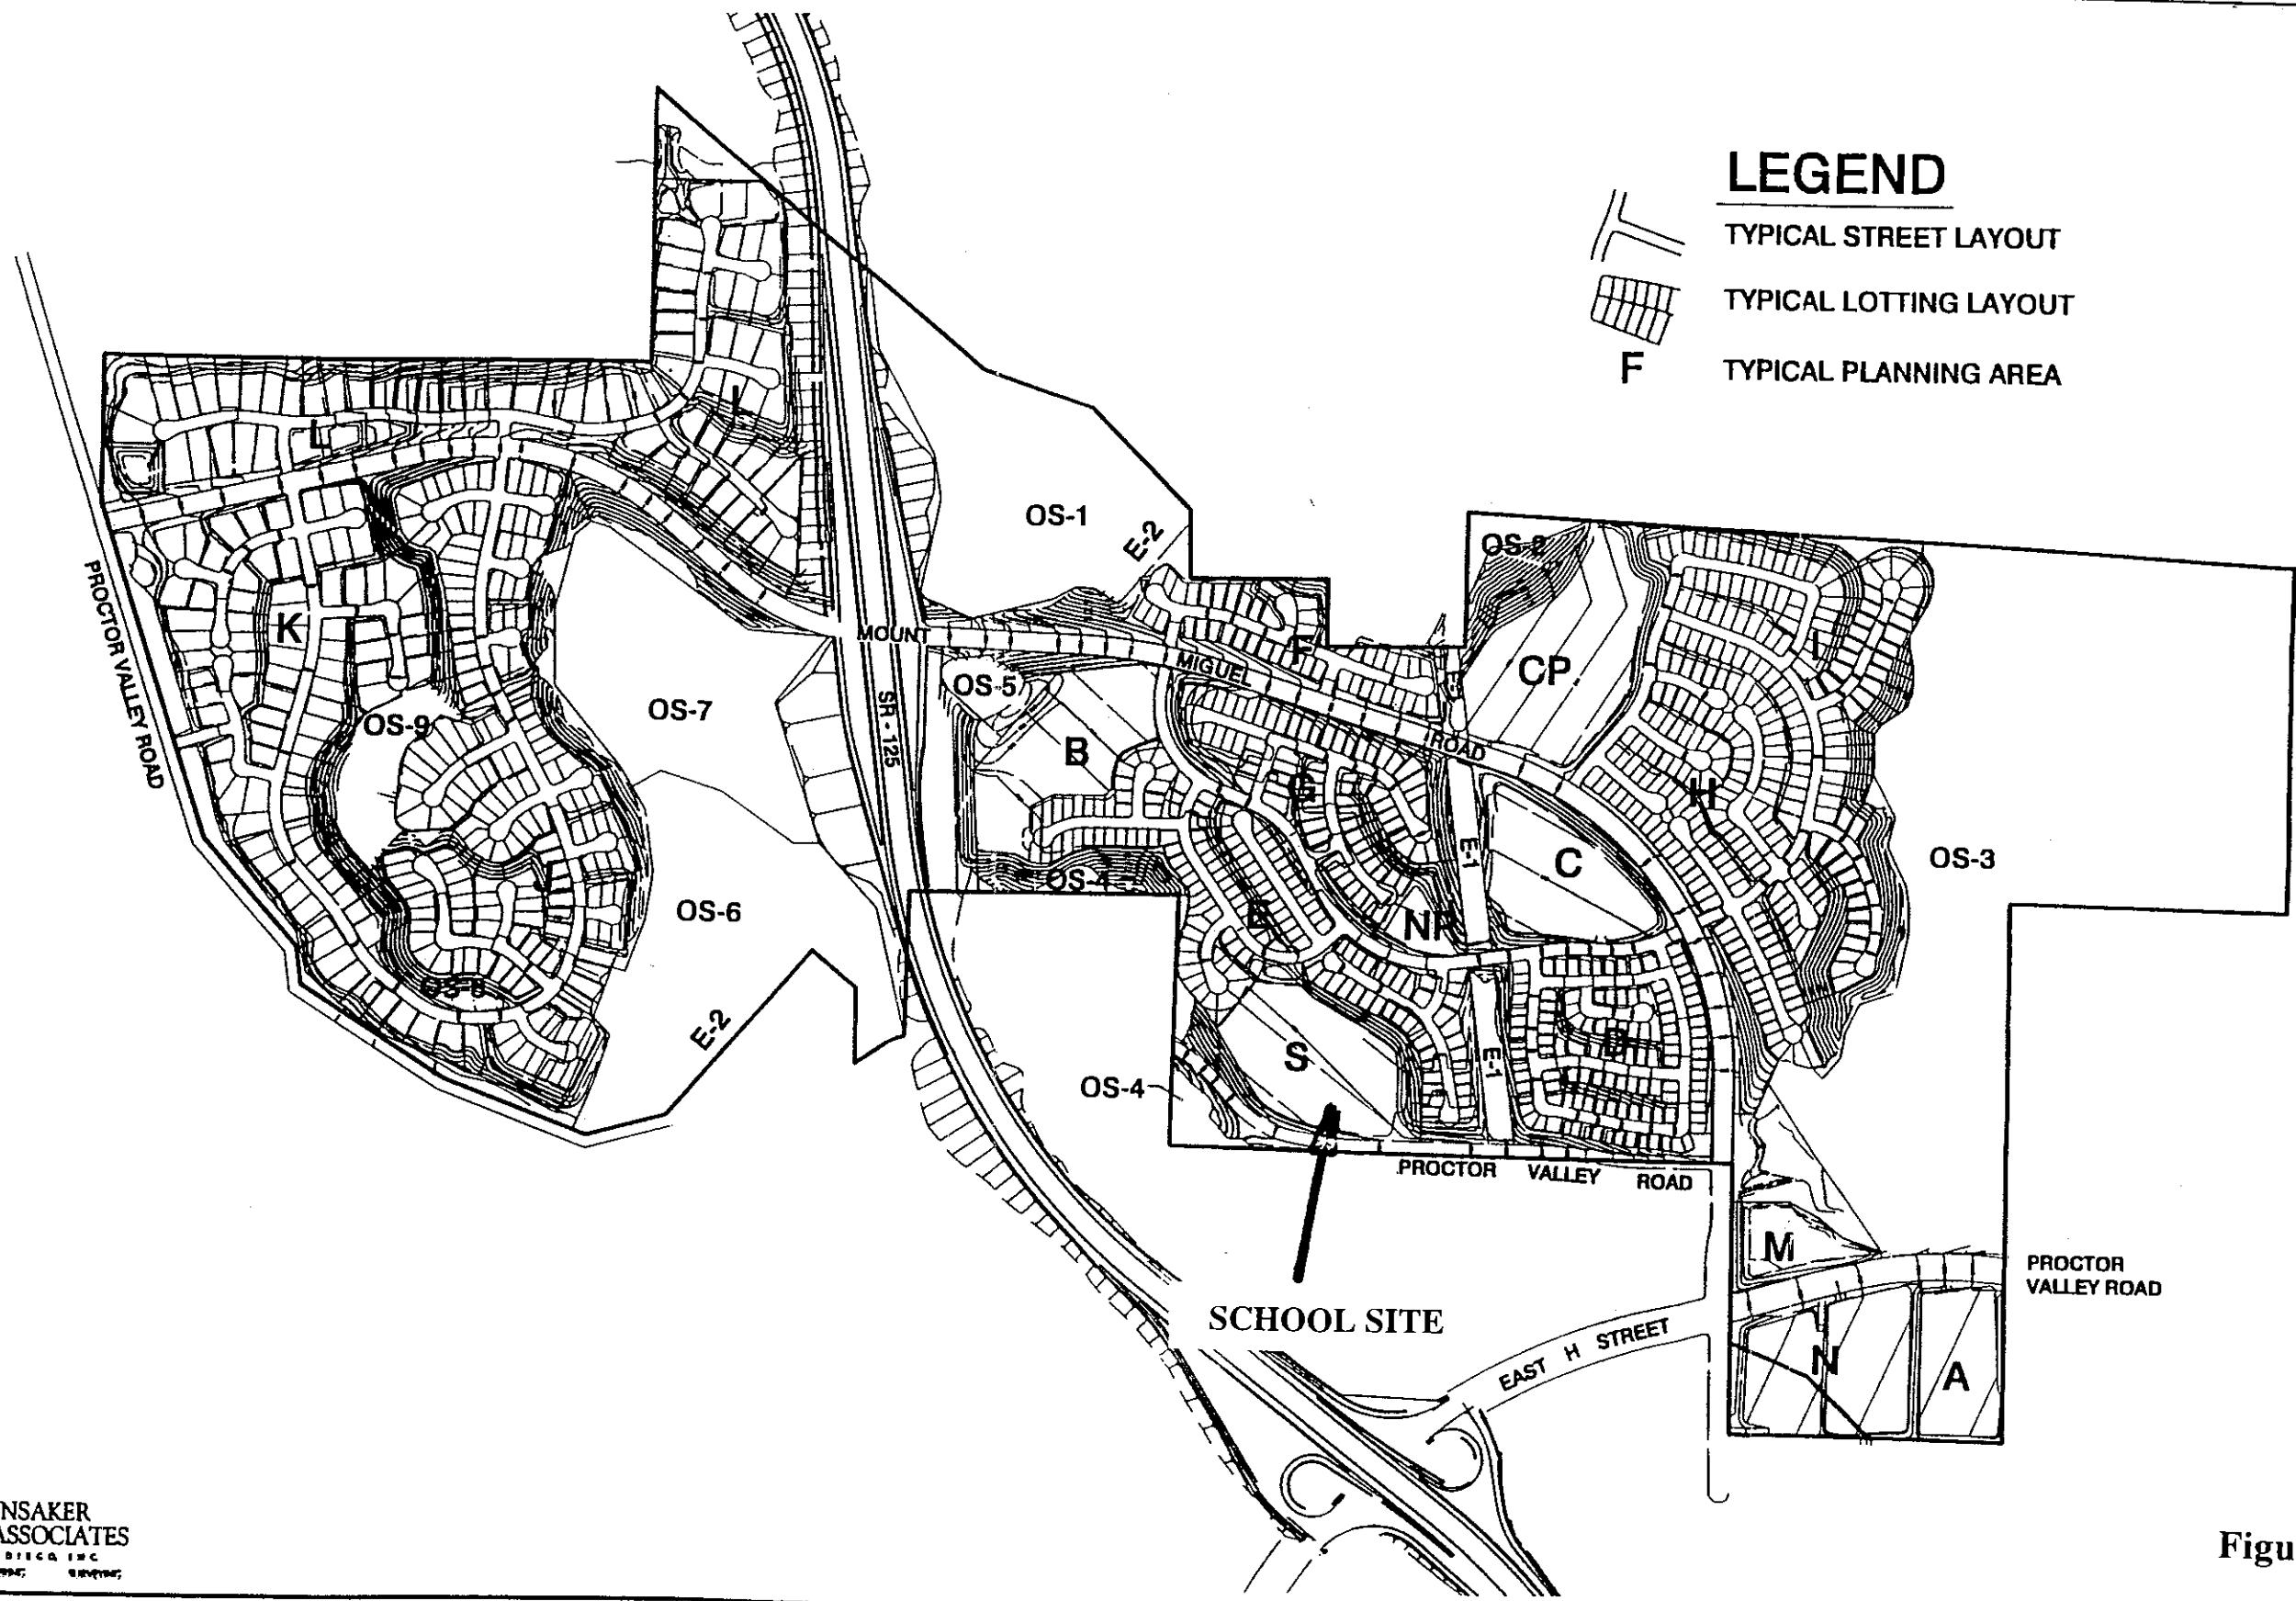 LEGEND
TYPICAL STREET LAYOUT
TYPICAL LOTTING LAYOUT
F TYPICAL PLANNING AREA
OS-1
E-2
OS-2
L
L
CP
I
F
K
PROCTOR VALLEY ROAD
MOUNT
MIGUEL
ROAD
OS-5
OS-7
OS-9
SR-125
B
G
H
E-1
C
OS-3
J
OS-4
OS-6
E
NP
OS-8
E-2
D
S
E-1
OS-4
PROCTOR VALLEY ROAD
M
PROCTOR
VALLEY ROAD
SCHOOL SITE
EAST H STREET
N
A
NSAKER
ASSOCIATES
Figu